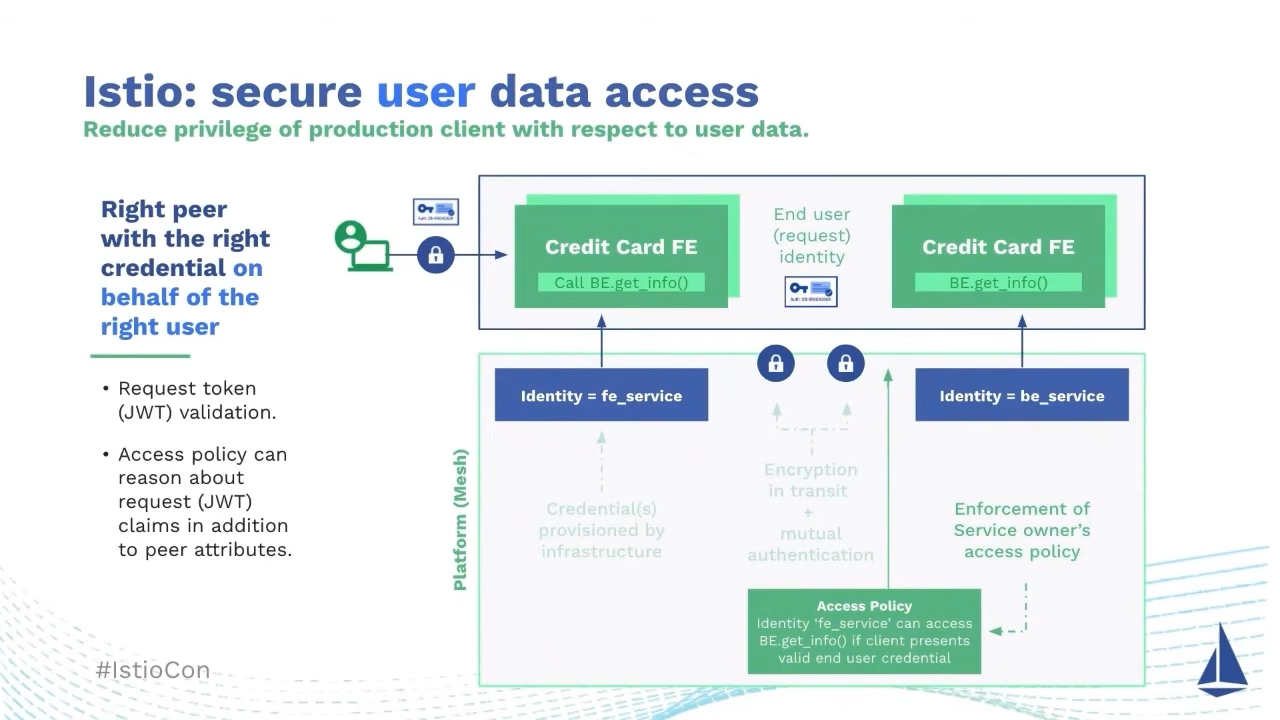 Istio: secure user data access
Reduce privilege of production client with respect to user data.
Right peer
with the right
credential on
behalf of the
right user
• Request token
(JWT) validation.
• Access policy can
reason about
request (JWT)
claims in addition
to peer attributes.
Credit Card FE
Call BE.get_info()
End user
(request)
identity
Credit Card FE
BE.get_info()
Identity = fe_service
Identity = be_service
Platform (Mesh)
Credential(s)
provisioned by
infrastructure
Encryption
in transit
+
mutual
authentication
Enforcement of
Service owner's
access policy
Access Policy
Identity 'fe_service' can access
BE.get_info() if client presents
valid end user credential
#IstioCon